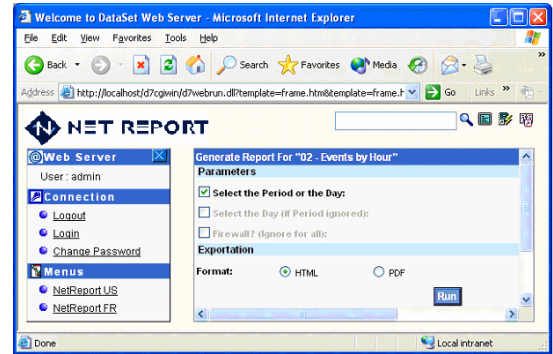 Welcome to DataSet Web Server - Microsoft Internet Explorer
File Edit View Favorites Tools Help
Back Search Favorites Media
Address http://localhost/d7cgiwin/d7webrun.dll?template=frame.htm&template=frame.h Go Links
NET REPORT
@Web Server
User : admin
Connection
Logout
Login
Change Password
Menus
NetReport US
NetReport FR
Generate Report For "02 - Events by Hour"
Parameters
Select the Period or the Day:
Select the Day (if Period ignored):
Firewall? (Ignore for all):
Exportation
Format: HTML PDF
Run
Done Local intranet